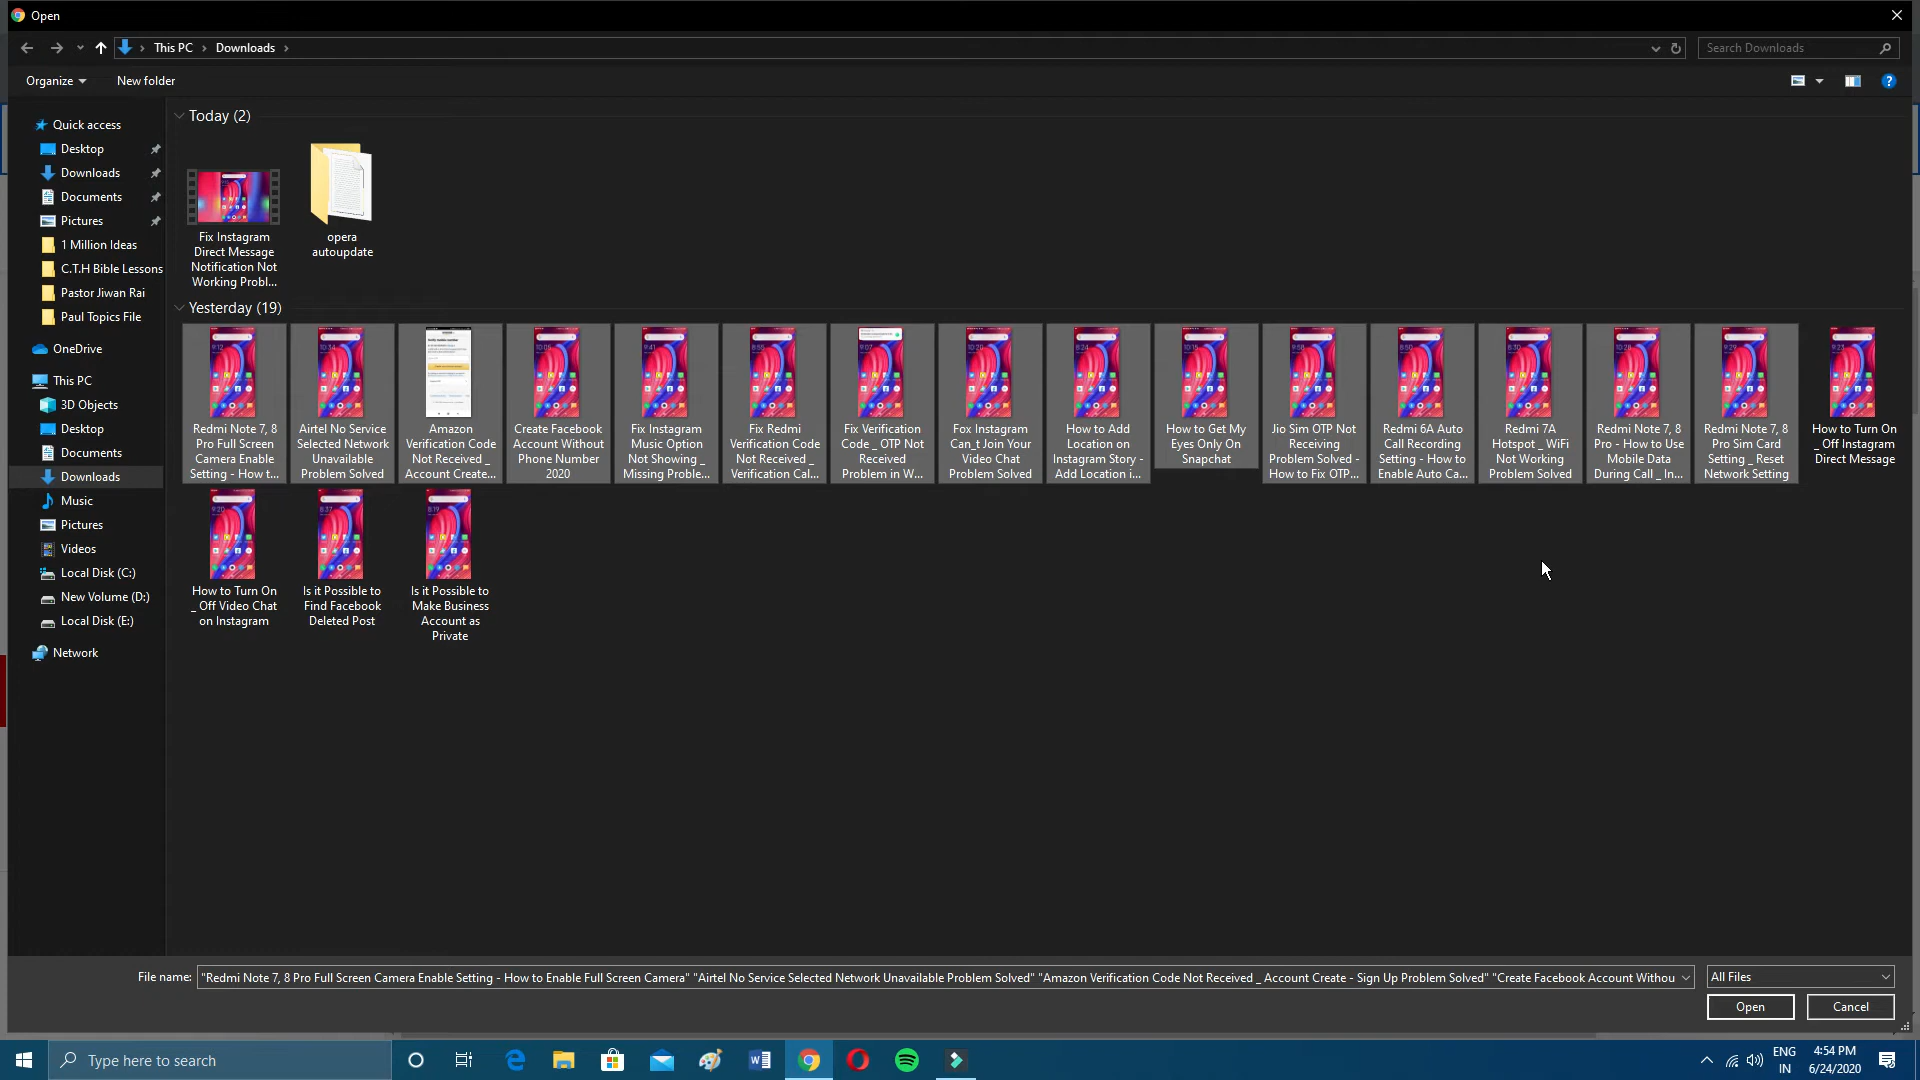 Open
This PC
Downloads
Search Downloads
Organize
New folder
Quick access
Desktop
Downloads
Documents
Pictures
1 Million Ideas
C.T.H Bible Lessons
Pastor Jiwan Rai
Paul Topics File
OneDrive
This PC
3D Objects
Desktop
Documents
Downloads
Music
Pictures
Videos
Local Disk (C:)
New Volume (D:)
Local Disk (E:)
Network
Today (2)
Fix Instagram
Direct Message
Notification Not
Working Probl...
opera
autoupdate
Yesterday (19)
Redmi Note 7, 8
Pro Full Screen
Camera Enable
Setting - How t...
Airtel No Service
Selected Network
Unavailable
Problem Solved
Amazon
Verification Code
Not Received _
Account Create...
Create Facebook
Account Without
Phone Number
2020
Fix Instagram
Music Option
Not Showing _
Missing Proble...
Fix Redmi
Verification Code
Not Received _
Verification Cal...
Fix Verification
Code _ OTP Not
Received
Problem in W...
Fox Instagram
Can_t Join Your
Video Chat
Problem Solved
How to Add
Location on
Instagram Story -
Add Location i...
How to Get My
Eyes Only On
Snapchat
Jio Sim OTP Not
Receiving
Problem Solved -
How to Fix OTP...
Redmi 6A Auto
Call Recording
Setting - How to
Enable Auto Ca...
Redmi 7A
Hotspot _ WiFi
Not Working
Problem Solved
Redmi Note 7, 8
Pro - How to Use
Mobile Data
During Call _ In...
Redmi Note 7, 8
Pro Sim Card
Setting _ Reset
Network Setting
How to Turn On
_ Off Instagram
Direct Message
How to Turn On
_ Off Video Chat
on Instagram
Is it Possible to
Find Facebook
Deleted Post
Is it Possible to
Make Business
Account as
Private
File name:
"Redmi Note 7, 8 Pro Full Screen Camera Enable Setting - How to Enable Full Screen Camera" "Airtel No Service Selected Network Unavailable Problem Solved" "Amazon Verification Code Not Received _ Account Create - Sign Up Problem Solved" "Create Facebook Account Withou
All Files
Open
Cancel
Type here to search
ENG
IN
4:54 PM
6/24/2020